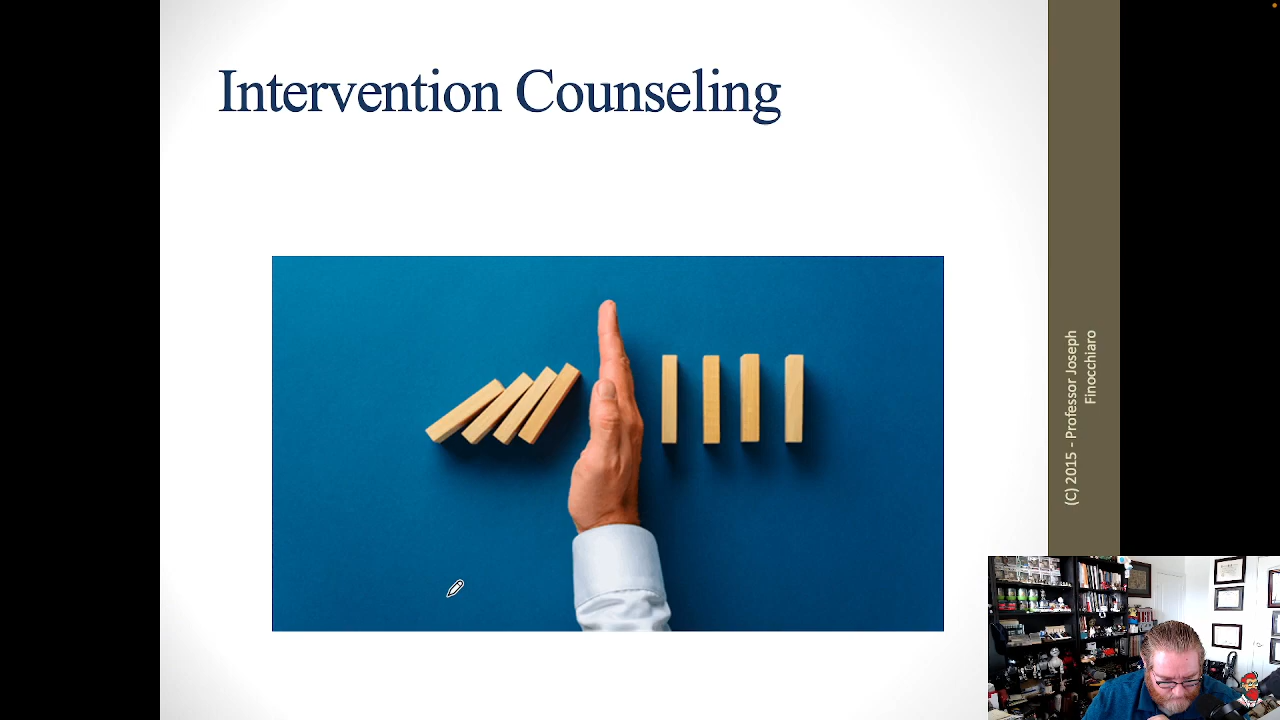 Intervention Counseling
(C) 2015 - Professor Joseph
Finocchiaro